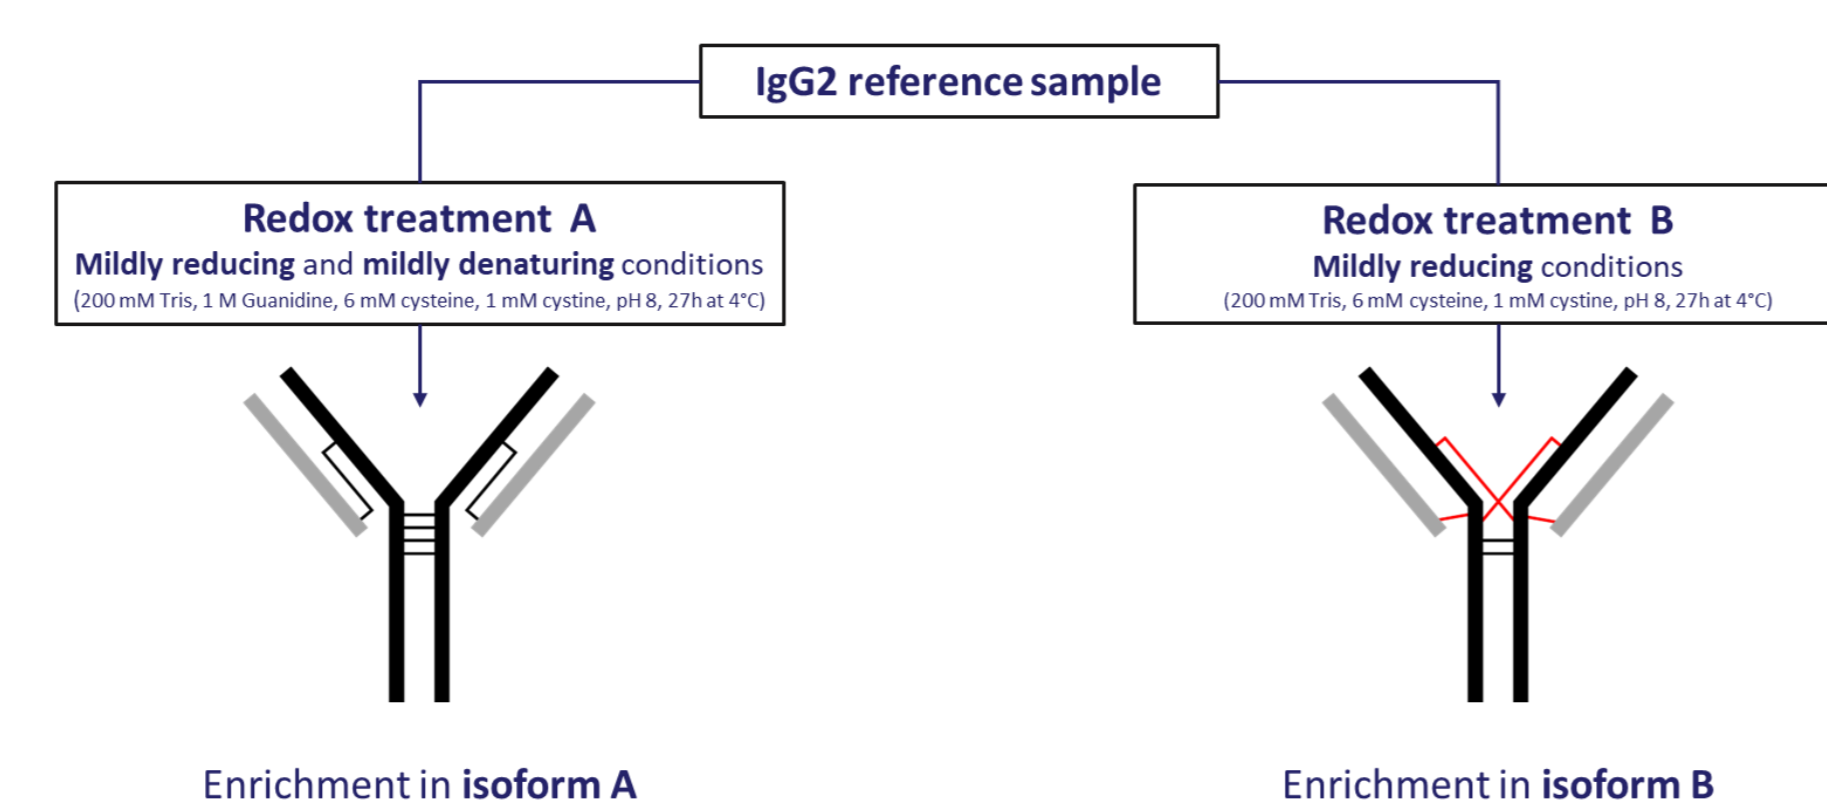 IgG2 reference sample
Redox treatment A
Mildly reducing and mildly denaturing conditions
(200 mM Tris, 1 M Guanidine, 6 mM cysteine, 1 mM cystine, pH 8, 27h at 4°C)
Enrichment in isoform A
Redox treatment B
Mildly reducing conditions
(200 mM Tris, 6 mM cysteine, 1 mM cystine, pH 8, 27h at 4°C)
Enrichment in isoform B